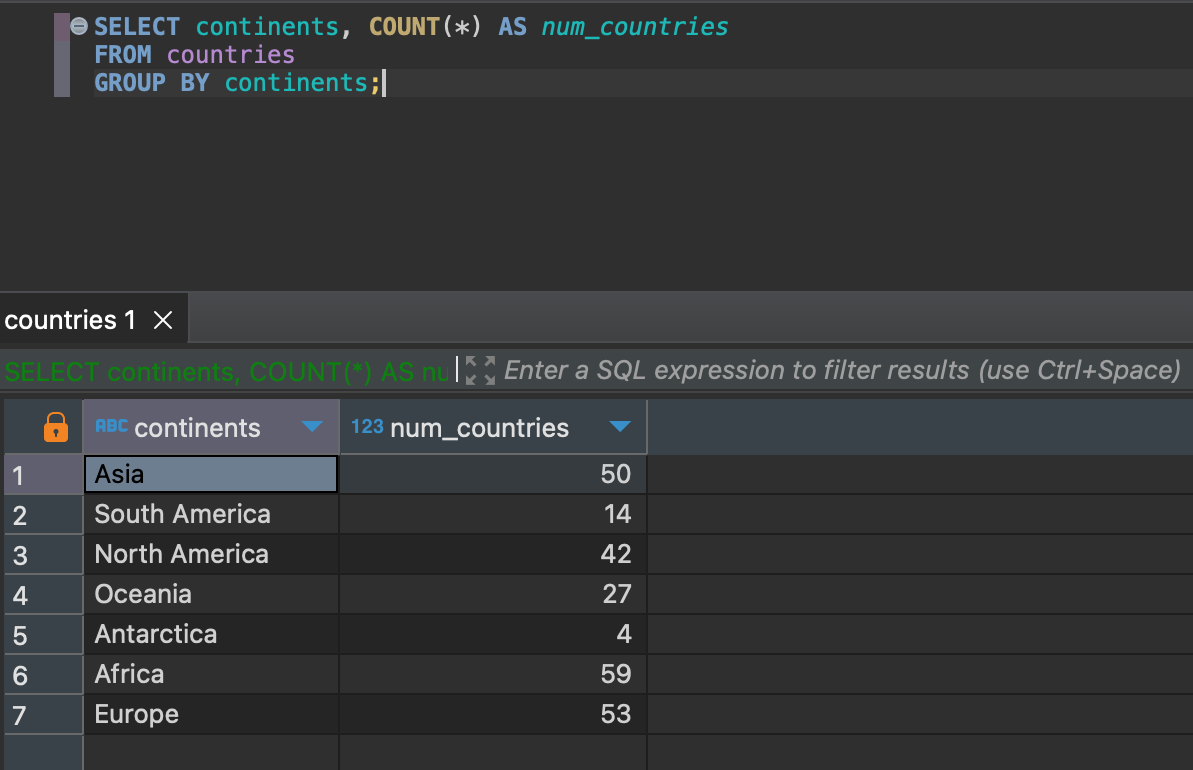 SELECT continents, COUNT(*) AS num_countries
FROM countries
GROUP BY continents;
countries 1
SELECT continents, COUNT(*) AS nu
Enter a SQL expression to filter results (use Ctrl+Space)
ABC continents 123 num_countries
1 Asia 50
2 South America 14
3 North America 42
4 Oceania 27
5 Antarctica 4
6 Africa 59
7 Europe 53